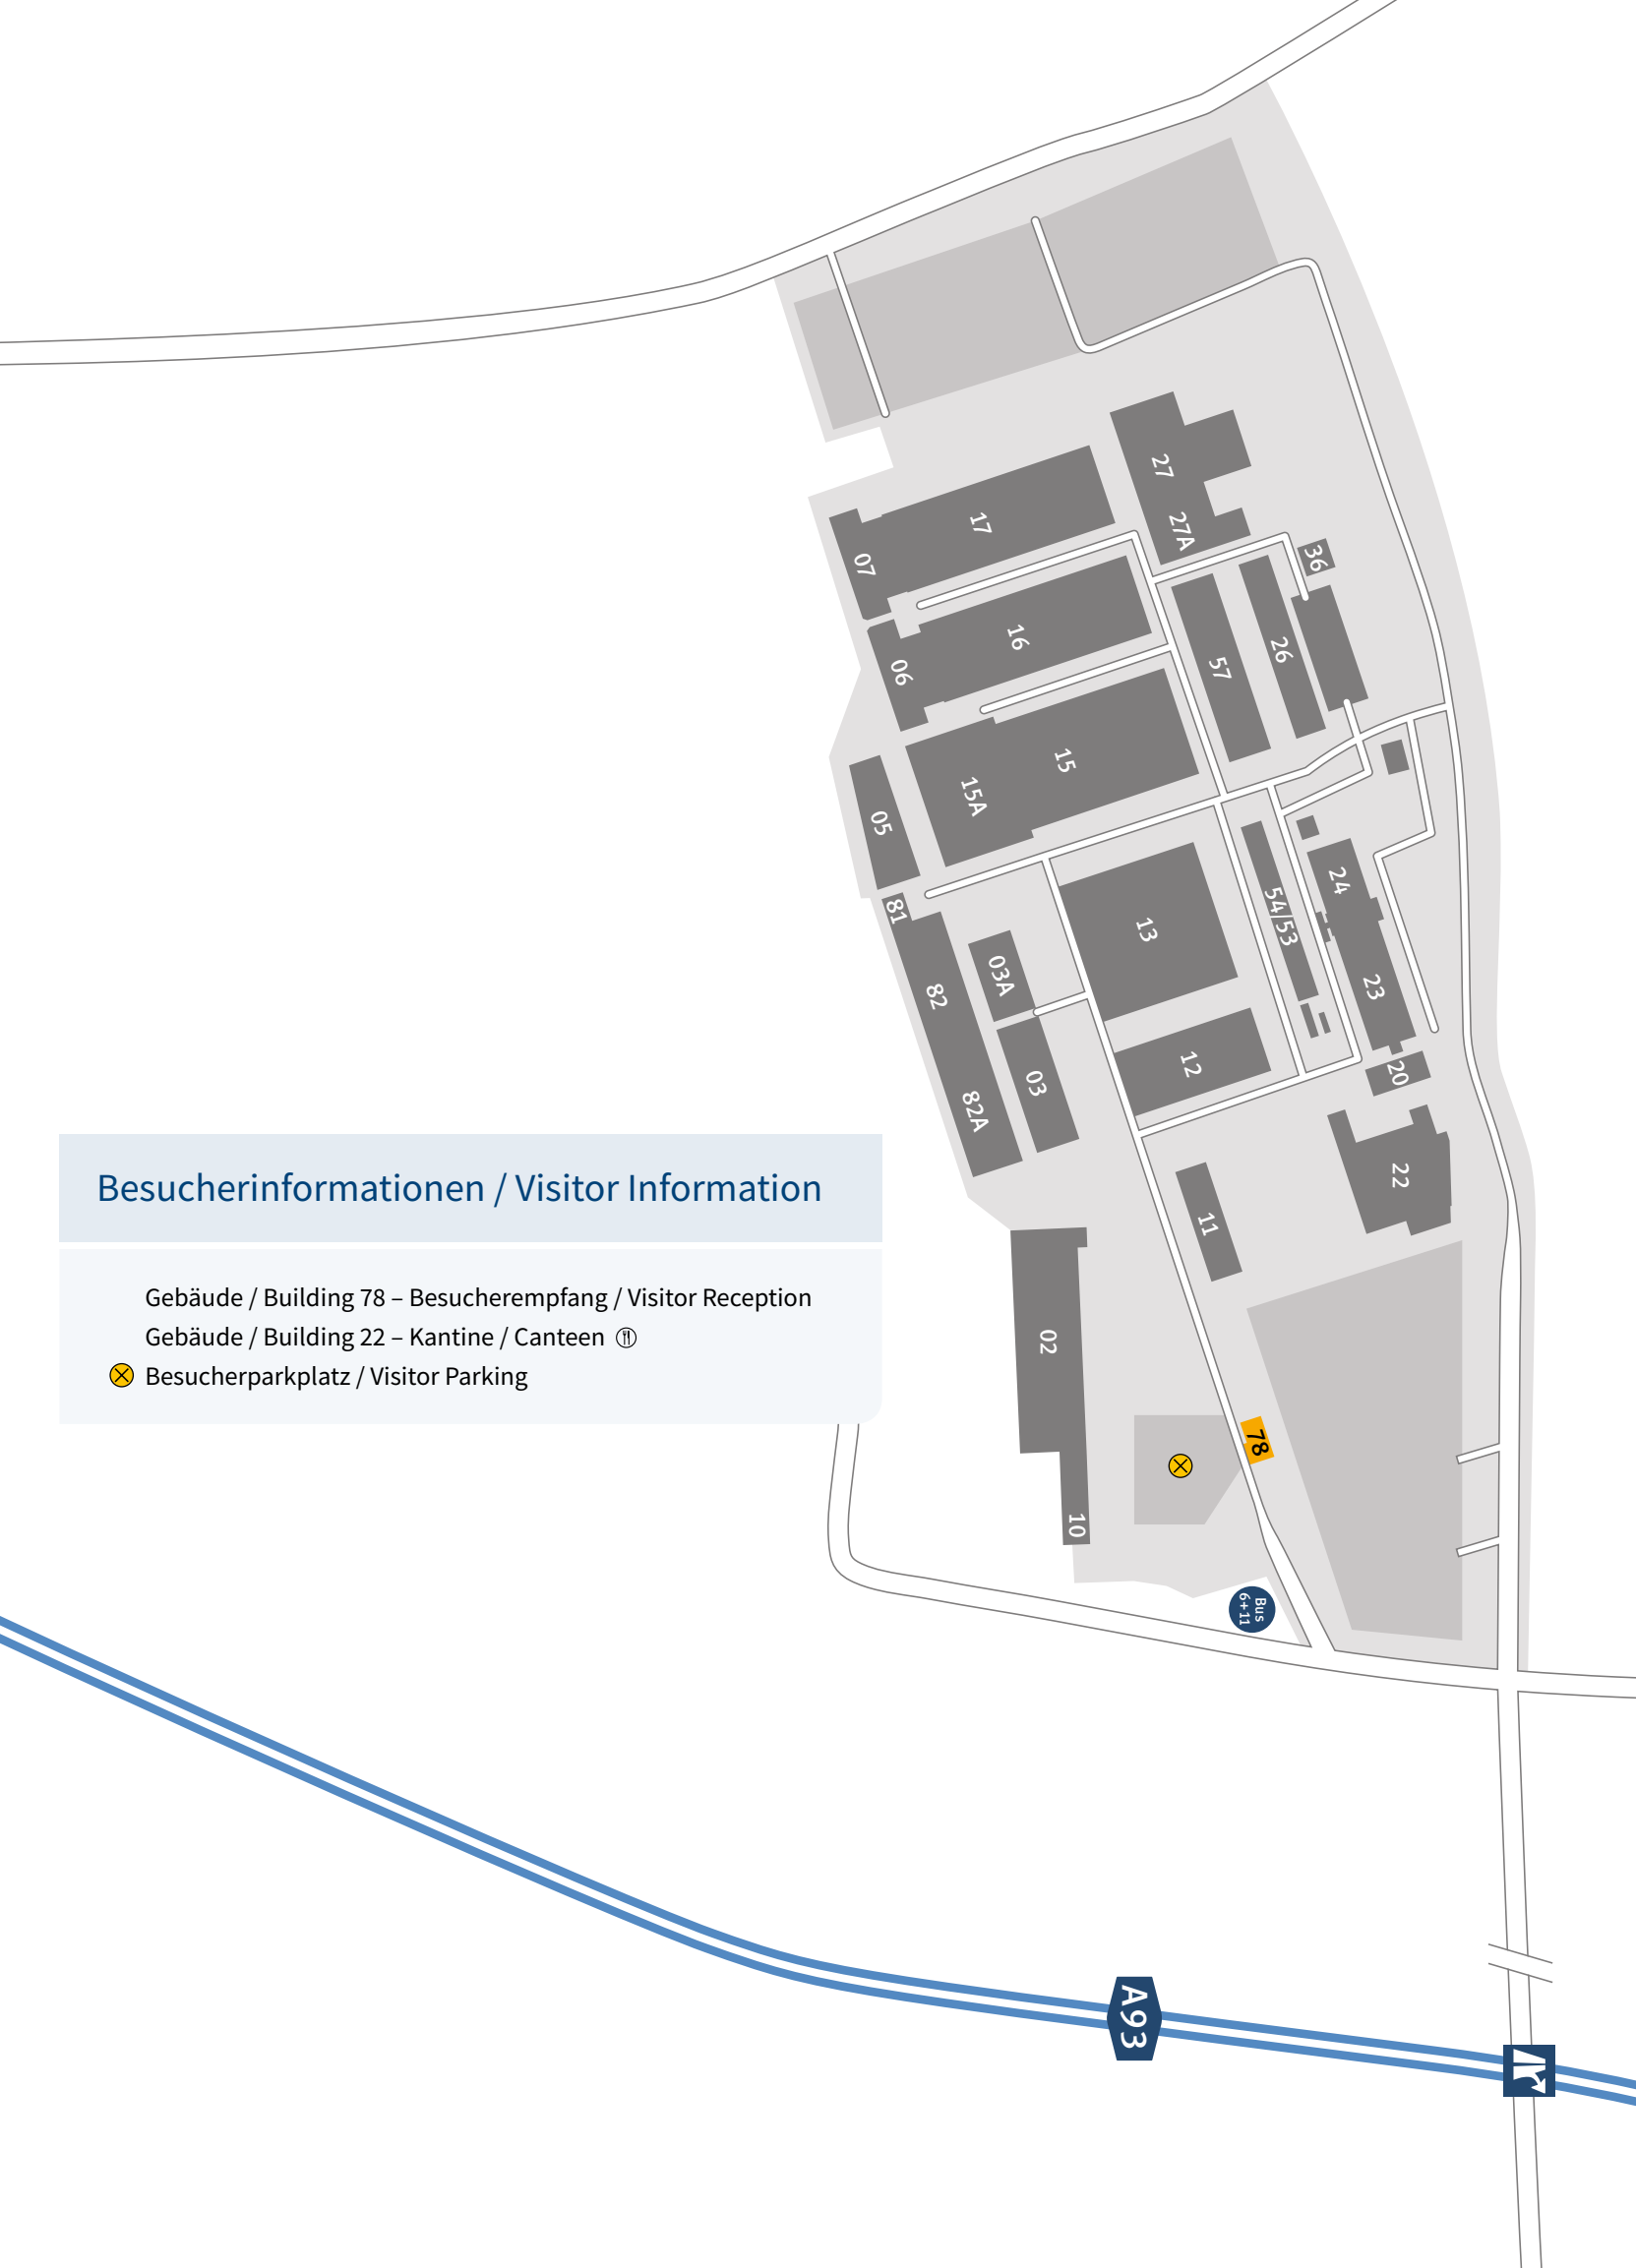 27
27A
17
36
07
16
26
57
06
15
15A
05
24
81
54/53
13
03A
82
23
12
20
03
82A
22
11
Besucherinformationen / Visitor Information
Gebäude / Building 78 – Besucherempfang / Visitor Reception
Gebäude / Building 22 – Kantine / Canteen
Besucherparkplatz / Visitor Parking
02
78
10
Bus
6+11
A93